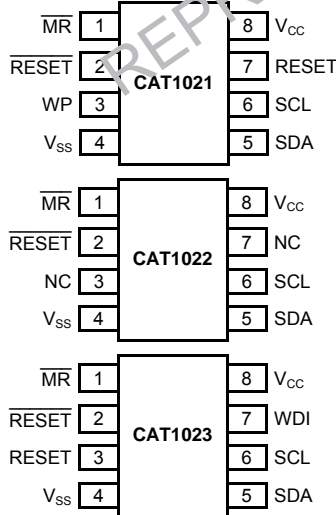 MR 1 8 VCC
RESET 2 7 RESET
CAT1021
WP 3 6 SCL
VSS 4 5 SDA
MR 1 8 VCC
RESET 2 7 NC
CAT1022
NC 3 6 SCL
VSS 4 5 SDA
MR 1 8 VCC
RESET 2 7 WDI
CAT1023
RESET 3 6 SCL
VSS 4 5 SDA